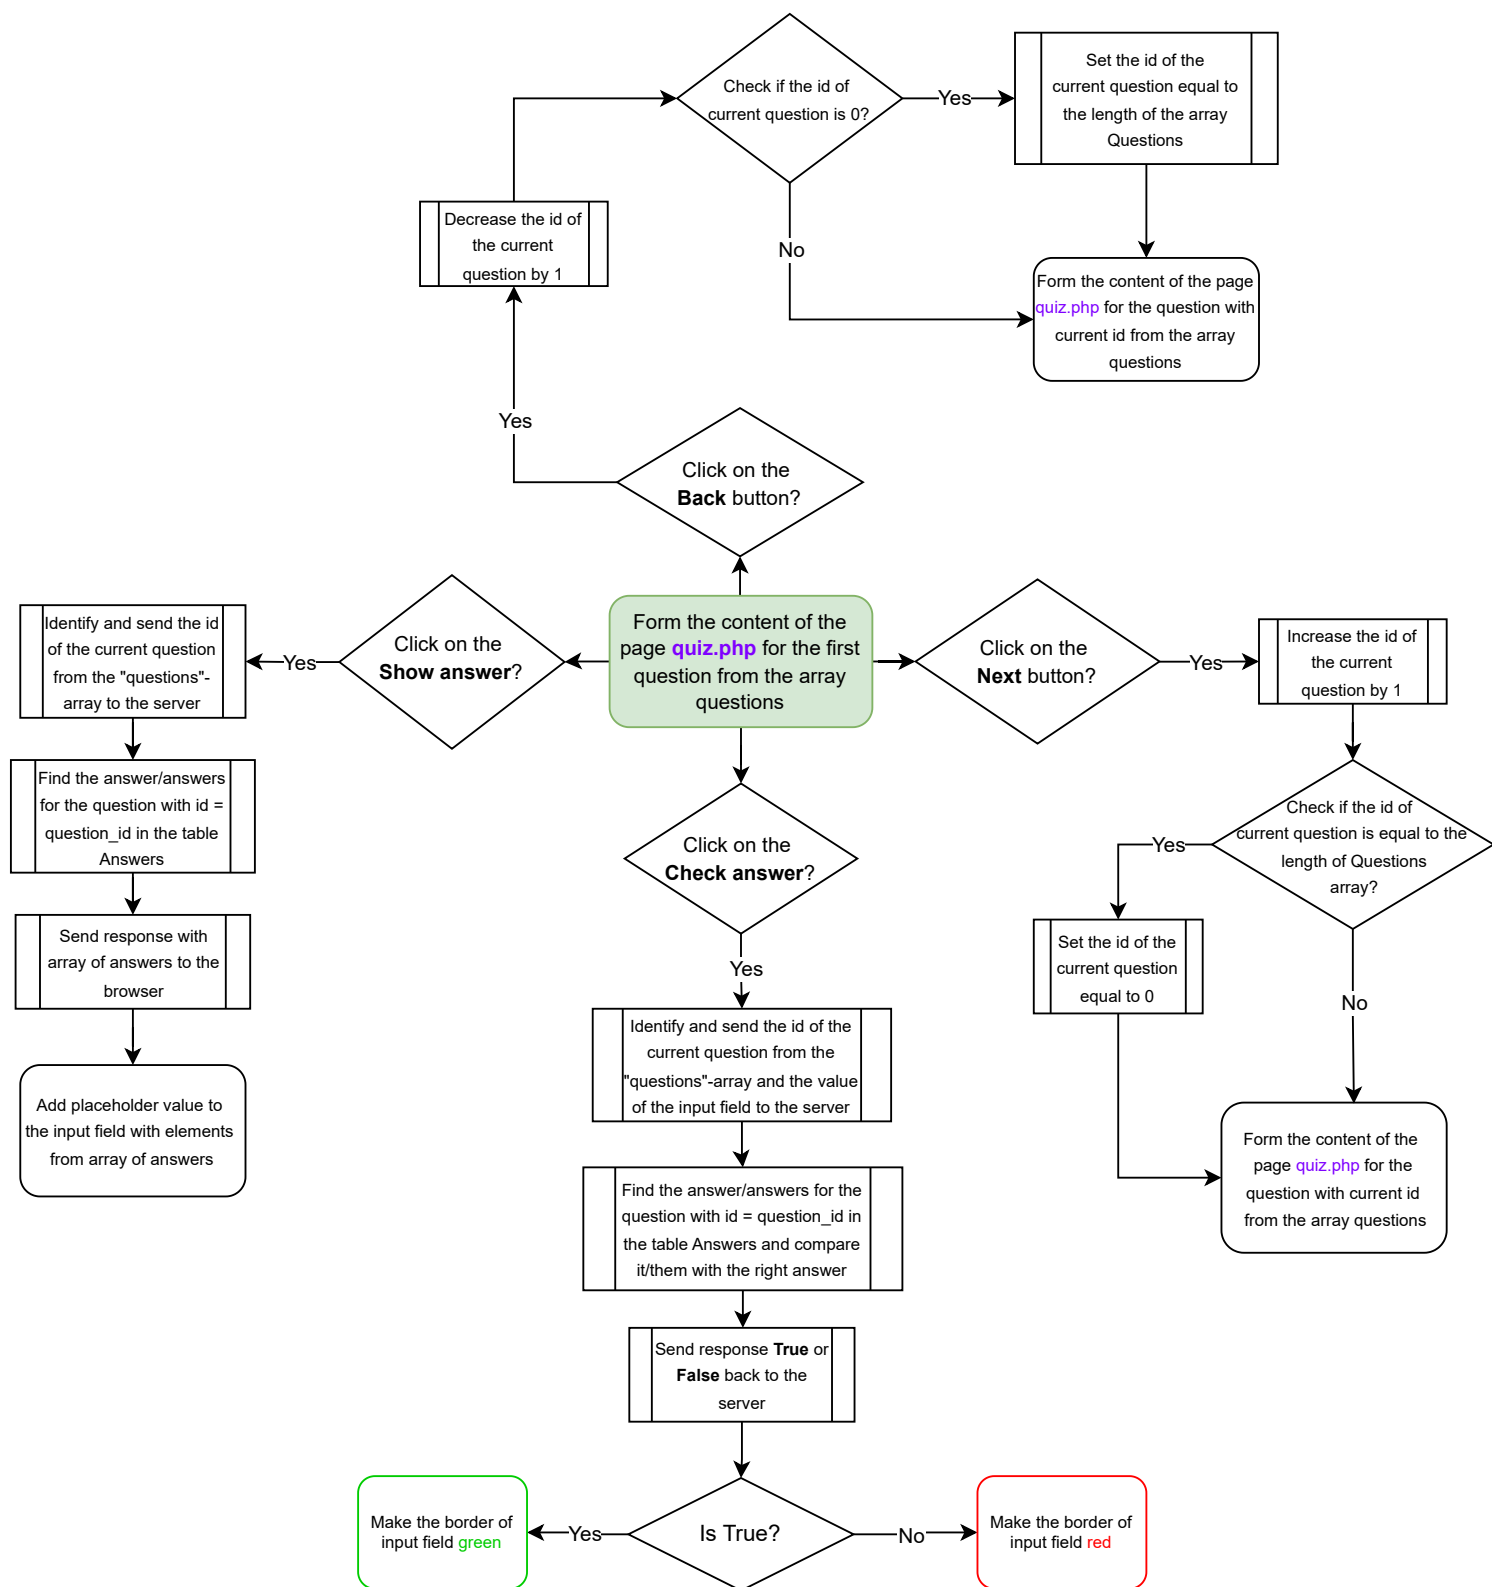 Check if the id of
current question is 0?
Yes
Set the id of the
current question equal to
the length of the array
Questions
Decrease the id of
the current
question by 1
No
Form the content of the page
quiz.php for the question with
current id from the array
questions
Yes
Click on the
Back button?
Identify and send the id
of the current question
from the "questions"-
array to the server
Yes
Click on the
Show answer?
Form the content of the
page quiz.php for the first
question from the array
questions
Click on the
Next button?
Yes
Increase the id of
the current
question by 1
Find the answer/answers
for the question with id =
question_id in the table
Answers
Click on the
Check answer?
Check if the id of
current question is equal to the
length of Questions
array?
Yes
Send response with
array of answers to the
browser
Yes
Set the id of the
current question
equal to 0
No
Identify and send the id of the
current question from the
"questions"-array and the value
of the input field to the server
Add placeholder value to
the input field with elements
from array of answers
Form the content of the
page quiz.php for the
question with current id
from the array questions
Find the answer/answers for the
question with id = question_id in
the table Answers and compare
it/them with the right answer
Send response True or
False back to the
server
Make the border of
input field green
Yes
Is True?
No
Make the border of
input field red